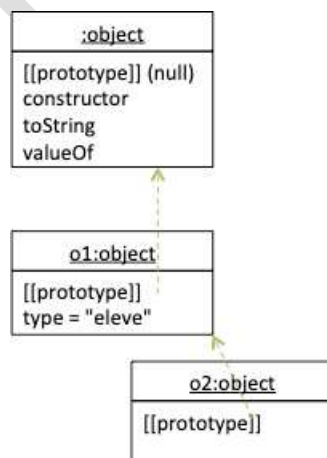 :object
[[prototype]] (null)
constructor
toString
valueOf
o1:object
[[prototype]]
type = "eleve"
o2:object
[[prototype]]